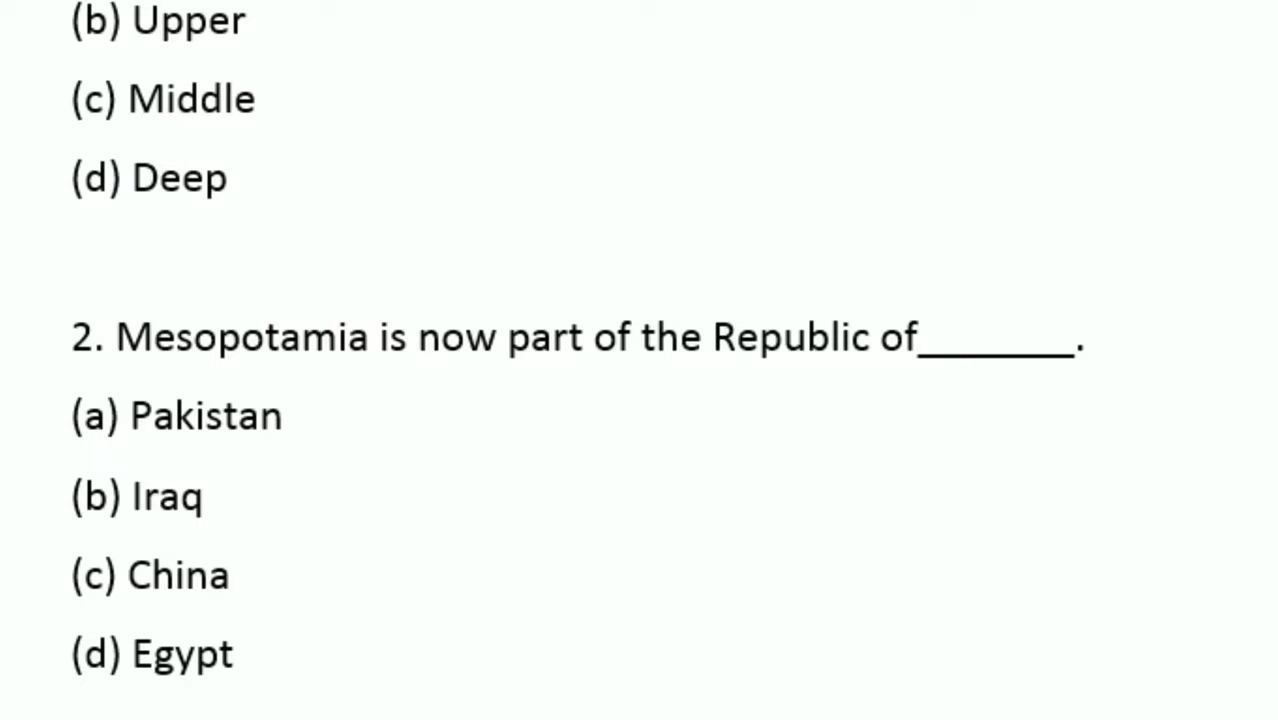 (b) Upper
(c) Middle
(d) Deep
2. Mesopotamia is now part of the Republic of_______.
(a) Pakistan
(b) Iraq
(c) China
(d) Egypt